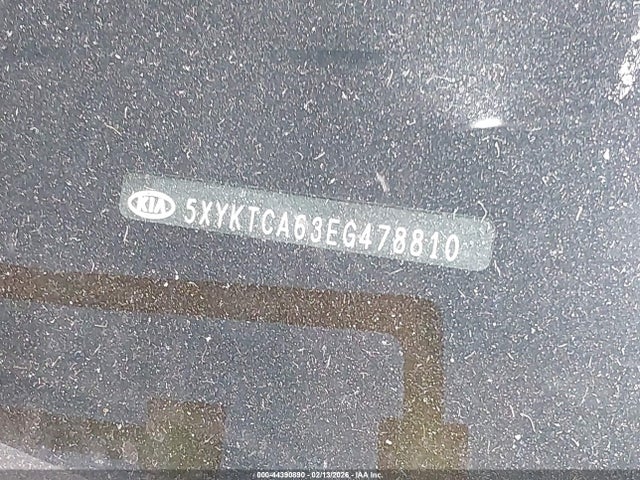 KIA 5XYKTCA63EG478810
000-44390890 - 02/13/2026 - IAA Inc.